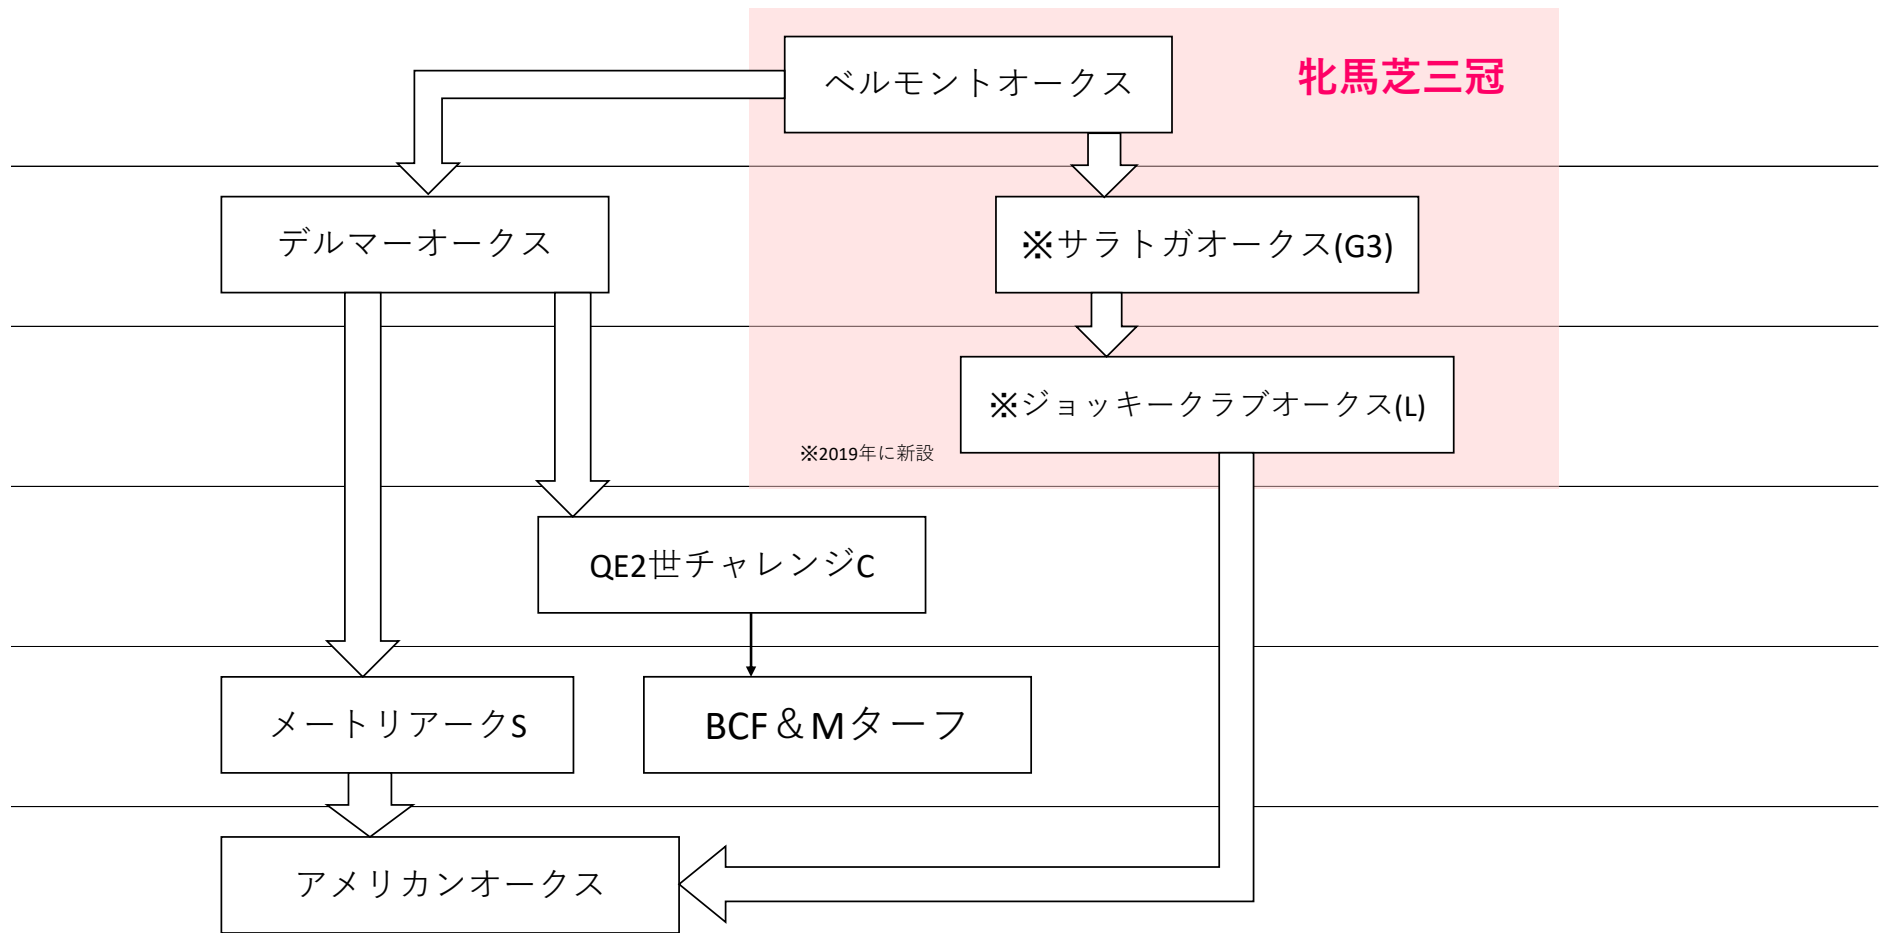 ベルモントオークス
牝馬芝三冠
デルマーオークス
※サラトガオークス(G3)
※ジョッキークラブオークス(L)
※2019年に新設
QE2世チャレンジC
メートリアークS
BCF＆Mターフ
アメリカンオークス